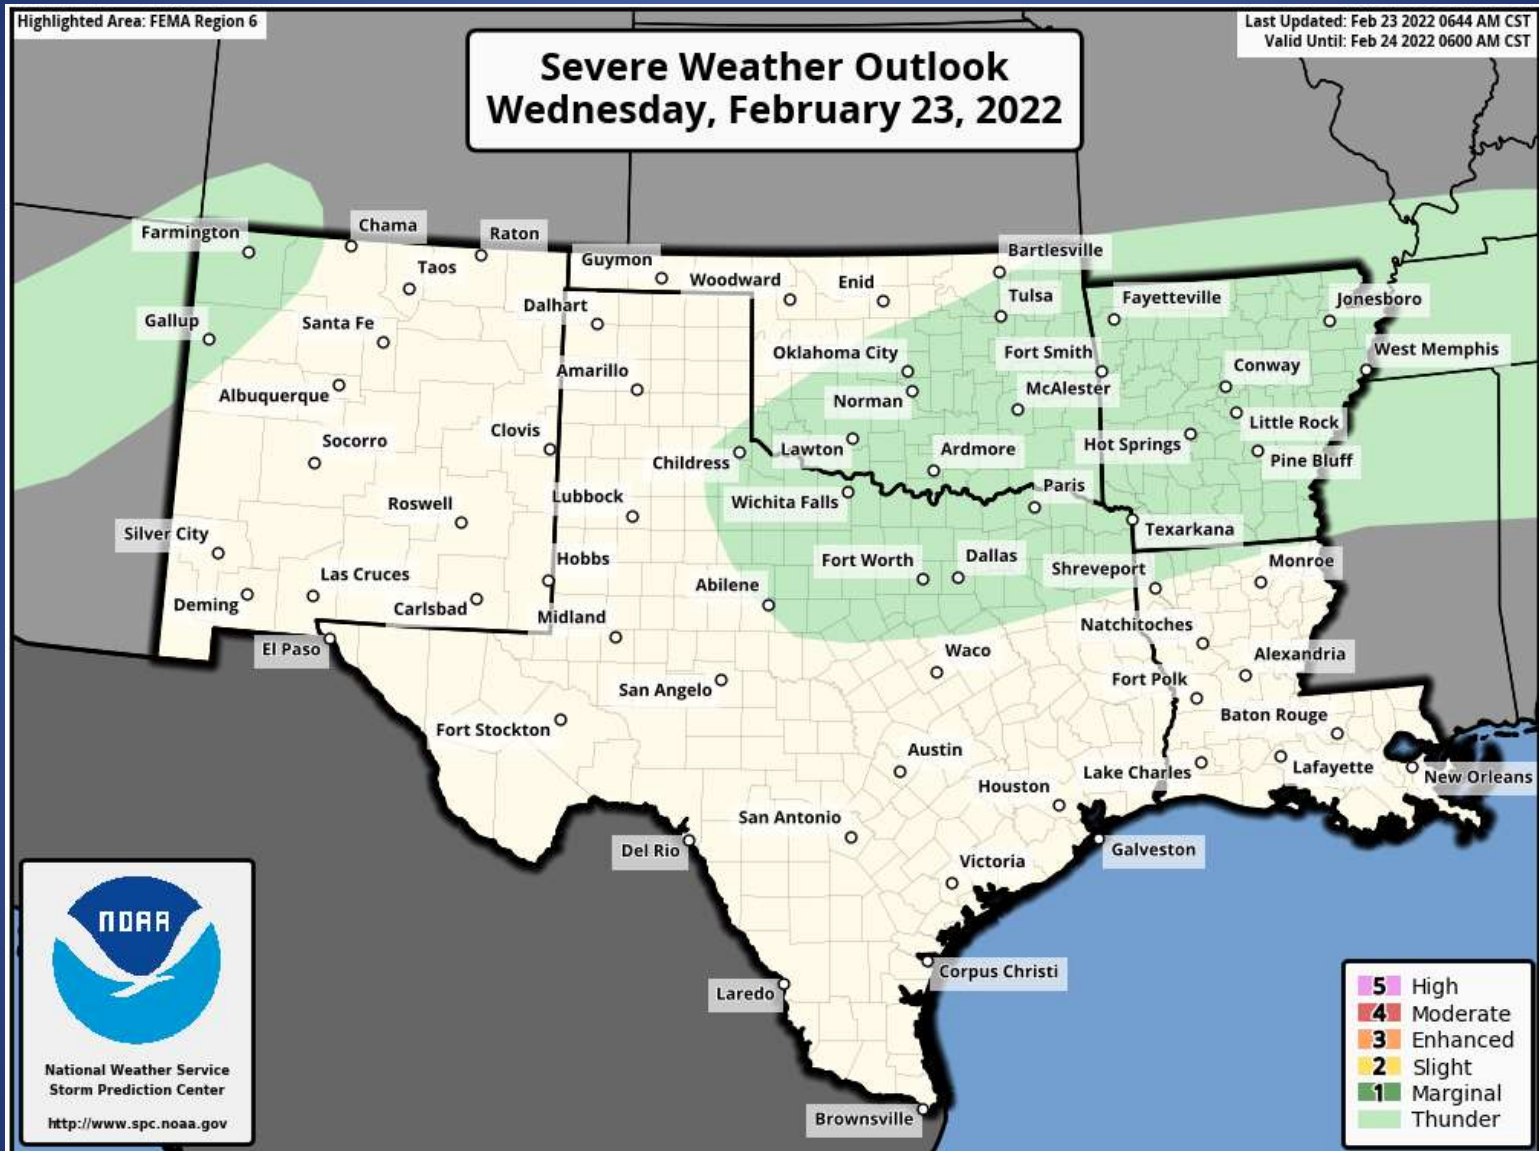 Highlighted Area: FEMA Region 6
Last Updated: Feb 23 2022 0644 AM CST
Valid Until: Feb 24 2022 0600 AM CST
Severe Weather Outlook
Wednesday, February 23, 2022
Farmington
Chama
Raton
Taos
Guymon
Woodward
Enid
Bartlesville
Gallup
Santa Fe
Dalhart
Tulsa
Fayetteville
Jonesboro
Albuquerque
Amarillo
Oklahoma City
Fort Smith
Conway
West Memphis
Norman
McAlester
Little Rock
Socorro
Clovis
Childress
Lawton
Ardmore
Hot Springs
Pine Bluff
Roswell
Lubbock
Wichita Falls
Paris
Texarkana
Silver City
Hobbs
Fort Worth
Dallas
Shreveport
Monroe
Deming
Las Cruces
Carlsbad
Midland
Abilene
Natchitoches
El Paso
San Angelo
Waco
Fort Polk
Alexandria
Fort Stockton
Austin
Houston
Baton Rouge
Lake Charles
Lafayette
New Orleans
San Antonio
Del Rio
Galveston
Victoria
Corpus Christi
Laredo
Brownsville
NOAA
National Weather Service
Storm Prediction Center
http://www.spc.noaa.gov
5 High
4 Moderate
3 Enhanced
2 Slight
1 Marginal
Thunder